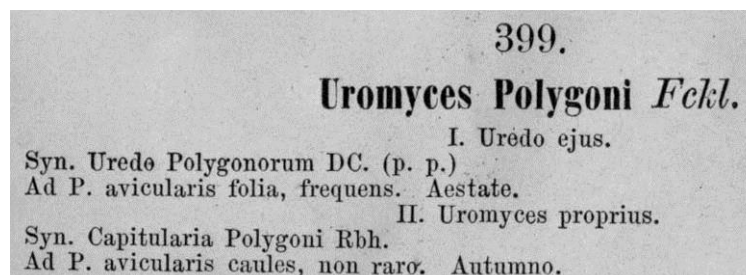 399.
Uromyces Polygoni Fckl.
I. Uredo ejus.
Syn. Uredo Polygonorum DC. (p. p.)
Ad P. avicularis folia, frequens. Aestate.
II. Uromyces proprius.
Syn. Capitularia Polygoni Rbh.
Ad P. avicularis caules, non raro. Autumno.